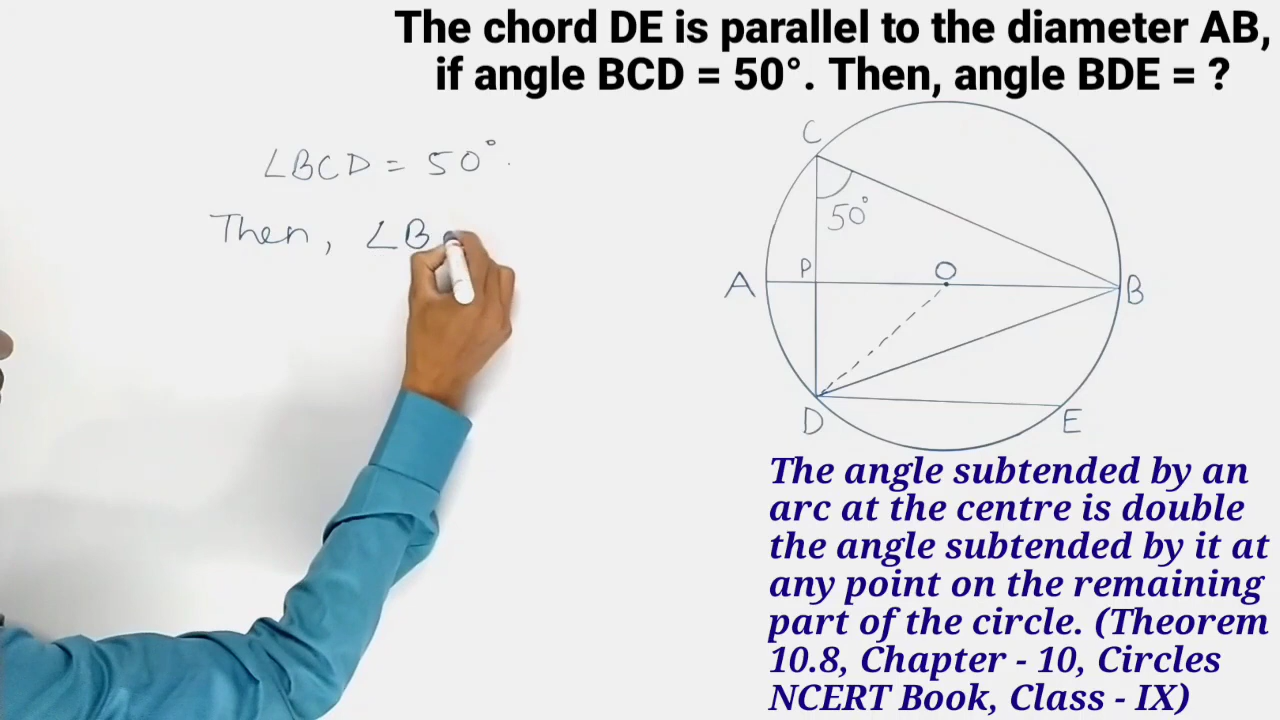 The chord DE is parallel to the diameter AB,
if angle BCD = 50°. Then, angle BDE = ?
∠BCD = 50°.
Then, ∠B
C
50°
A
P
O
B
D
E
The angle subtended by an
arc at the centre is double
the angle subtended by it at
any point on the remaining
part of the circle. (Theorem
10.8, Chapter - 10, Circles
NCERT Book, Class - IX)